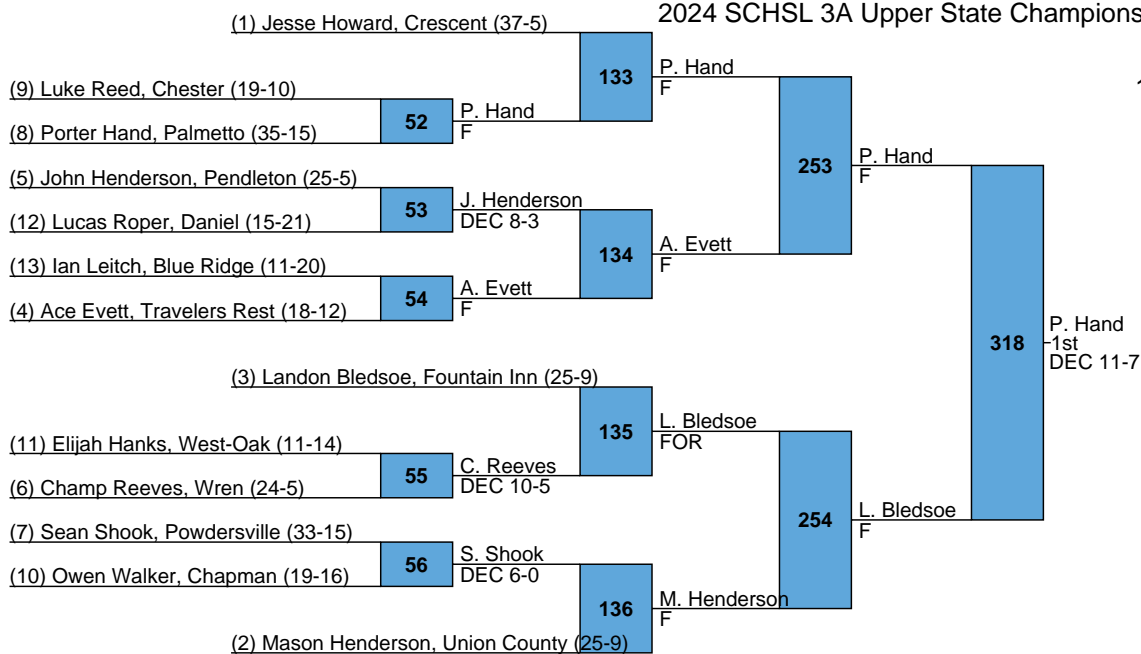 2024 SCHSL 3A Upper State Champions
(1) Jesse Howard, Crescent (37-5)
133
P. Hand
F
(9) Luke Reed, Chester (19-10)
52
P. Hand
F
(8) Porter Hand, Palmetto (35-15)
253
P. Hand
F
(5) John Henderson, Pendleton (25-5)
53
J. Henderson
DEC 8-3
(12) Lucas Roper, Daniel (15-21)
134
A. Evett
F
(13) Ian Leitch, Blue Ridge (11-20)
54
A. Evett
F
(4) Ace Evett, Travelers Rest (18-12)
318
P. Hand
1st
DEC 11-7
(3) Landon Bledsoe, Fountain Inn (25-9)
135
L. Bledsoe
FOR
(11) Elijah Hanks, West-Oak (11-14)
55
C. Reeves
DEC 10-5
(6) Champ Reeves, Wren (24-5)
254
L. Bledsoe
F
(7) Sean Shook, Powdersville (33-15)
56
S. Shook
DEC 6-0
(10) Owen Walker, Chapman (19-16)
136
M. Henderson
F
(2) Mason Henderson, Union County (25-9)